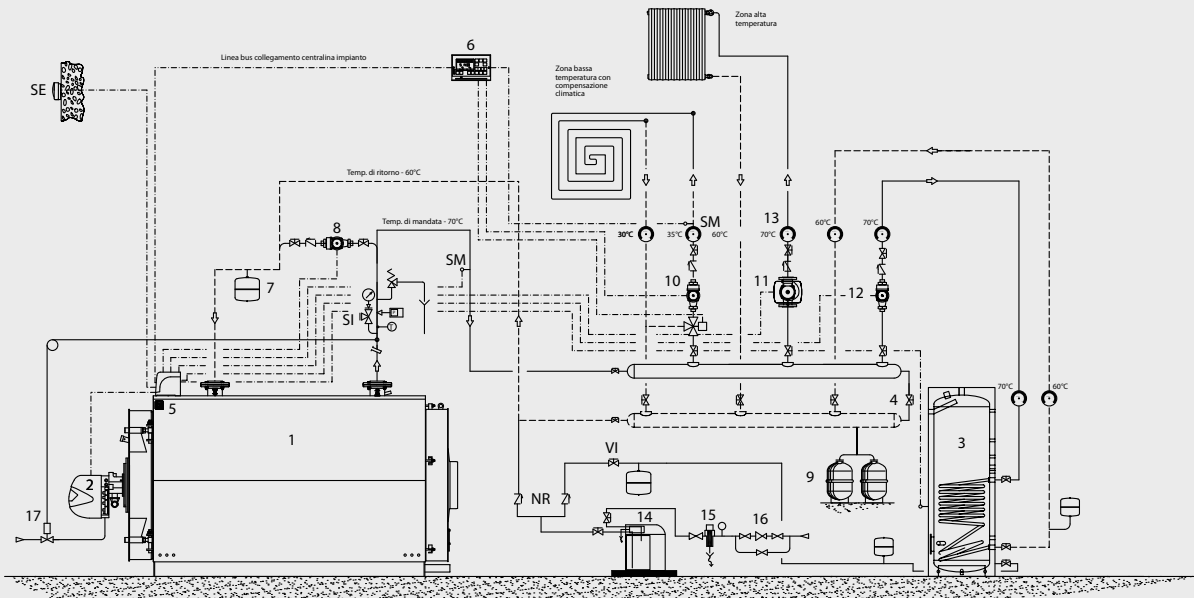 Zona alta
temperatura
6
Linea bus collegamento centralina impianto
Zona bassa
temperatura con
compensazione
climatica
SE
Temp. di ritorno - 60°C
Temp. di mandata - 70°C
SM
13
8
30°C
35°C
60°C
70°C
60°C
70°C
SM
7
10
11
12
SI
P
T
5
4
70°C
60°C
1
3
VI
2
9
NR
17
14
15
16